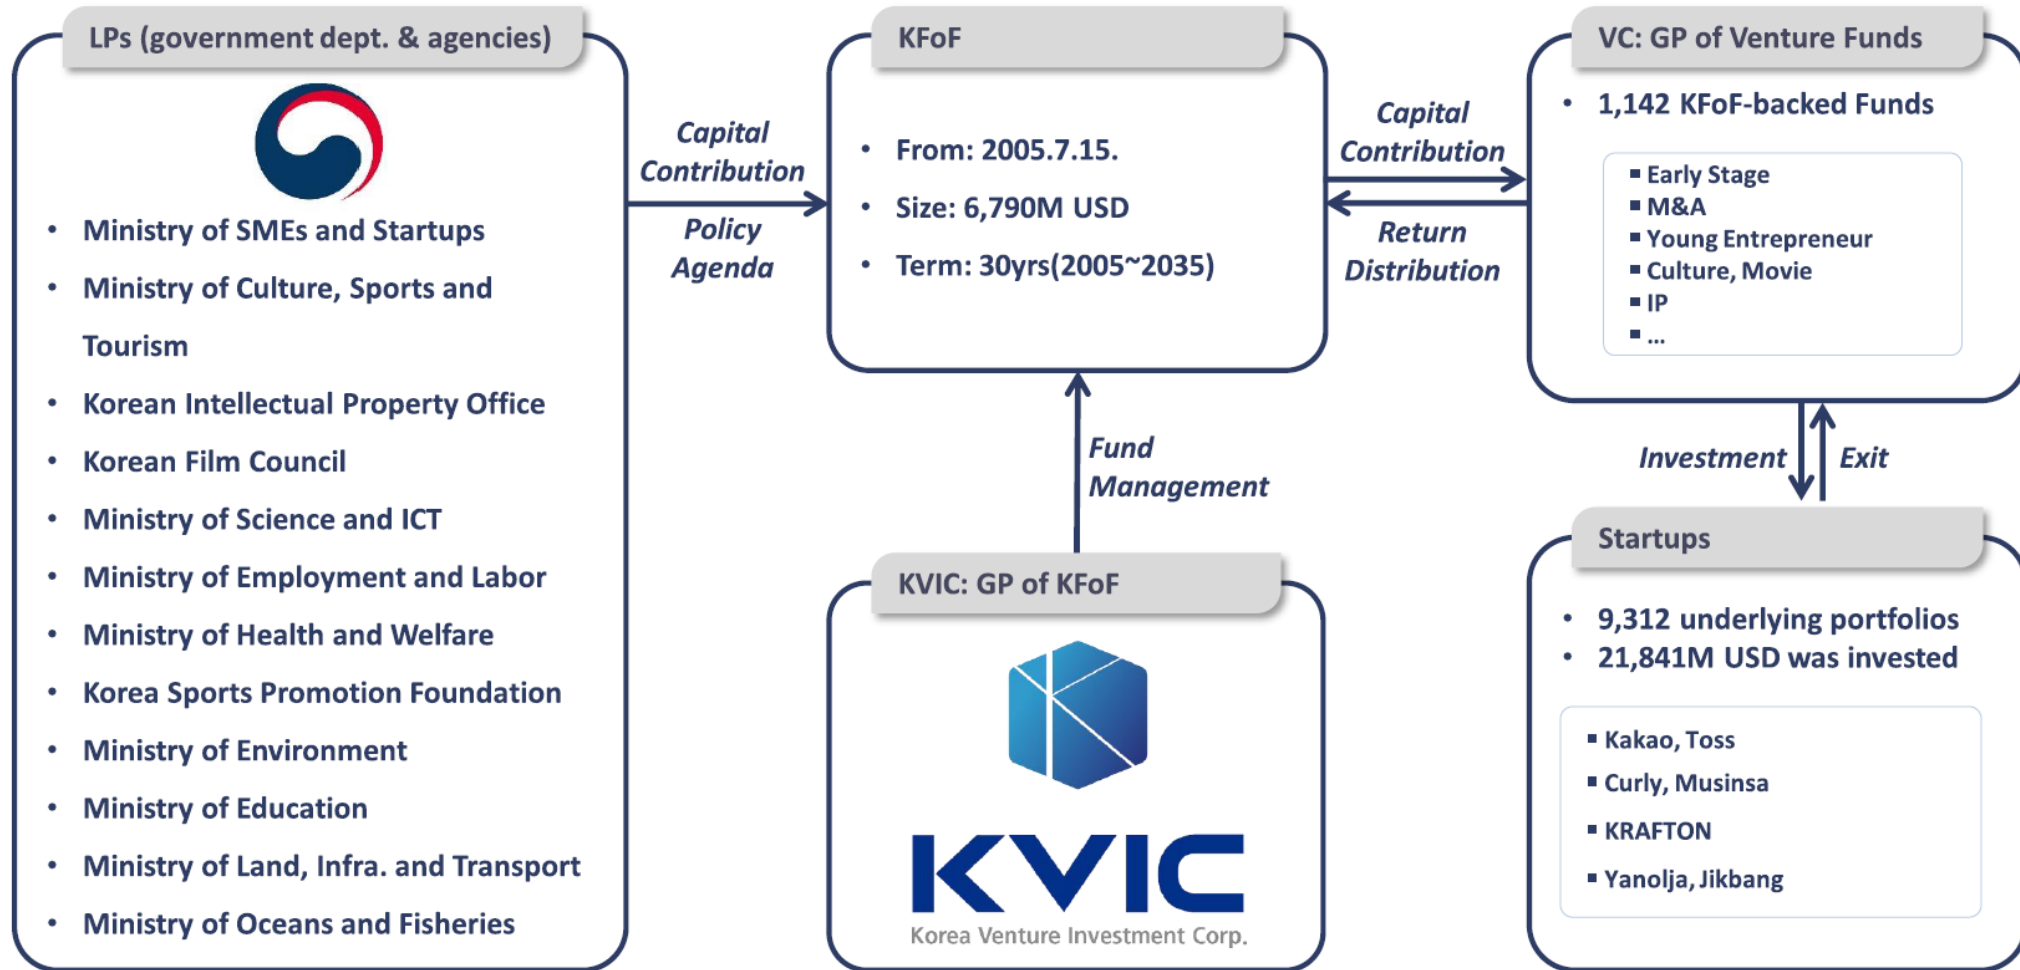 LPs (government dept. & agencies)
• Ministry of SMEs and Startups
• Ministry of Culture, Sports and
Tourism
• Korean Intellectual Property Office
• Korean Film Council
• Ministry of Science and ICT
• Ministry of Employment and Labor
• Ministry of Health and Welfare
• Korea Sports Promotion Foundation
• Ministry of Environment
• Ministry of Education
• Ministry of Land, Infra. and Transport
• Ministry of Oceans and Fisheries
Capital
Contribution
Policy
Agenda
KFoF
• From: 2005.7.15.
• Size: 6,790M USD
• Term: 30yrs(2005~2035)
Fund
Management
KVIC: GP of KFoF
KVIC
Korea Venture Investment Corp.
Capital
Contribution
Return
Distribution
VC: GP of Venture Funds
• 1,142 KFoF-backed Funds
▪ Early Stage
▪ M&A
▪ Young Entrepreneur
▪ Culture, Movie
▪ IP
▪ ...
Investment
Exit
Startups
• 9,312 underlying portfolios
• 21,841M USD was invested
▪ Kakao, Toss
▪ Curly, Musinsa
▪ KRAFTON
▪ Yanolja, Jikbang